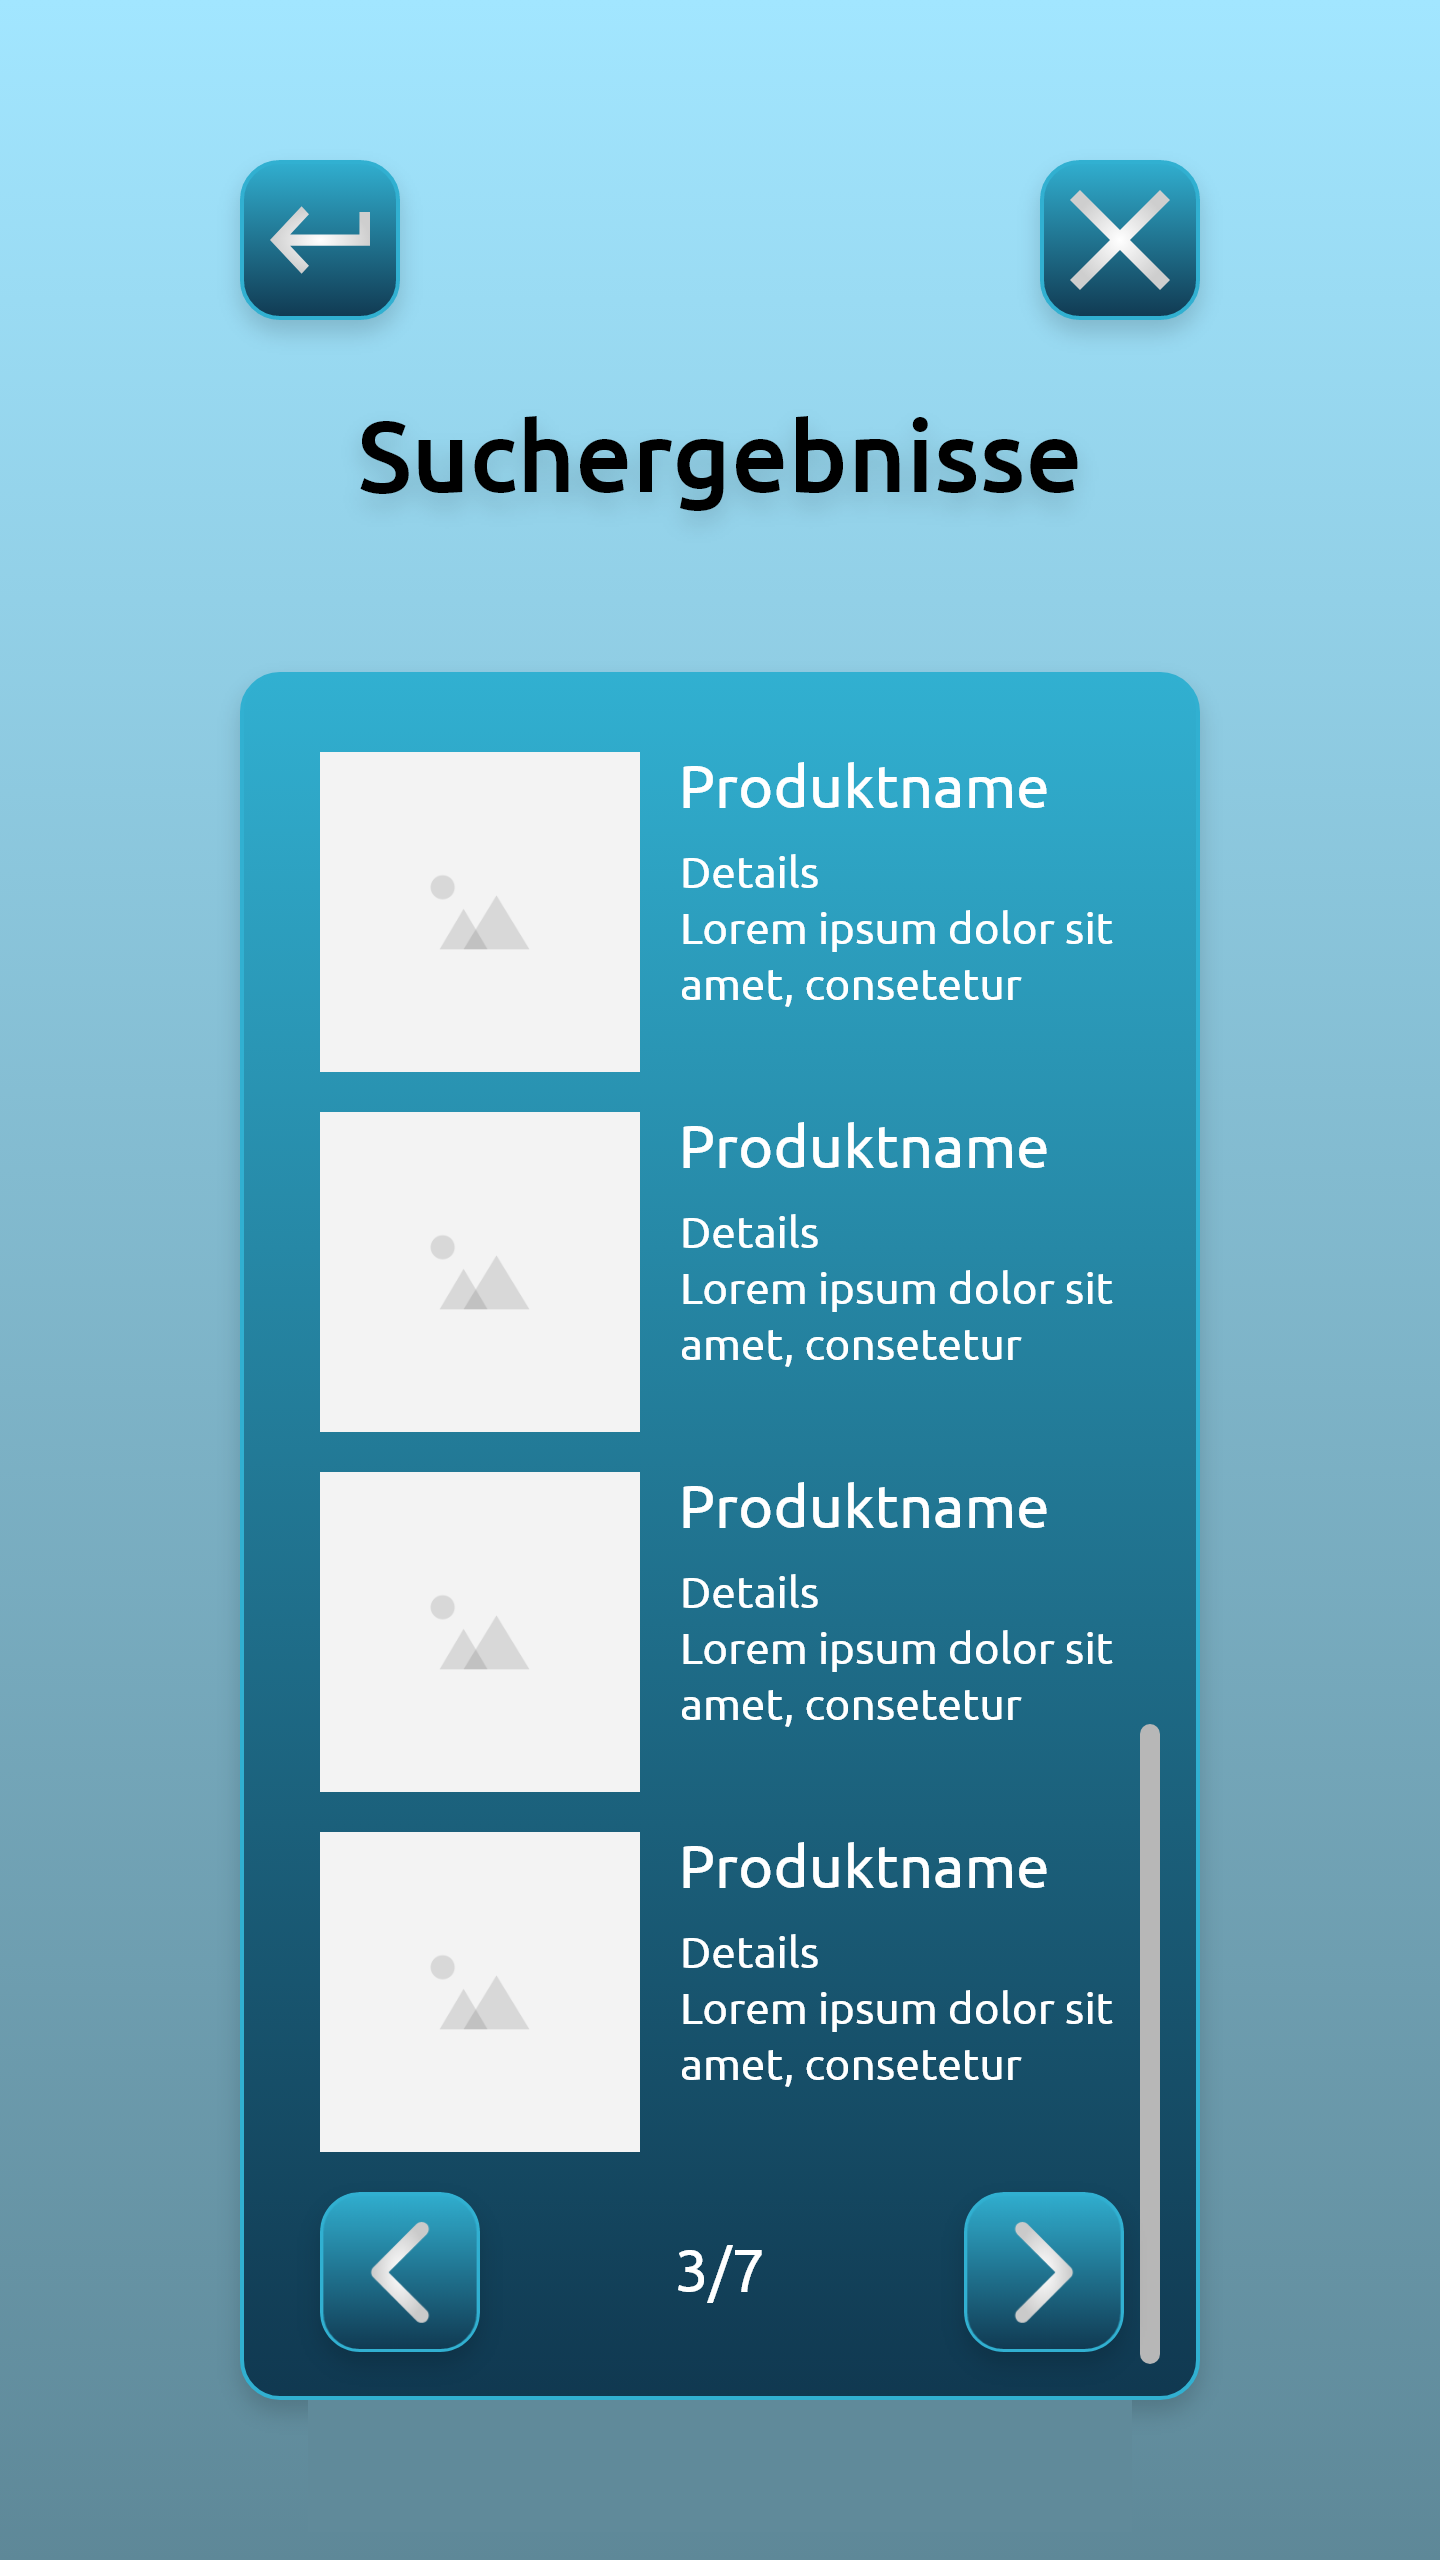 Suchergebnisse
Produktname
Details
Lorem ipsum dolor sit
amet, consetetur
Produktname
Details
Lorem ipsum dolor sit
amet, consetetur
Produktname
Details
Lorem ipsum dolor sit
amet, consetetur
Produktname
Details
Lorem ipsum dolor sit
amet, consetetur
3/7